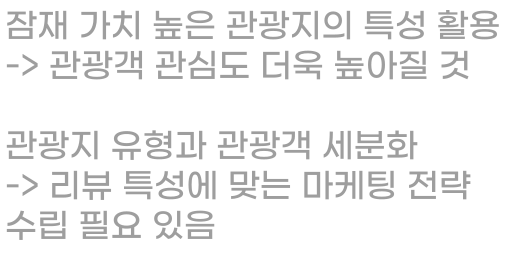 잠재 가치 높은 관광지의 특성 활용
-> 관광객 관심도 더욱 높아질 것
관광지 유형과 관광객 세분화
-> 리뷰 특성에 맞는 마케팅 전략
수립 필요 있음